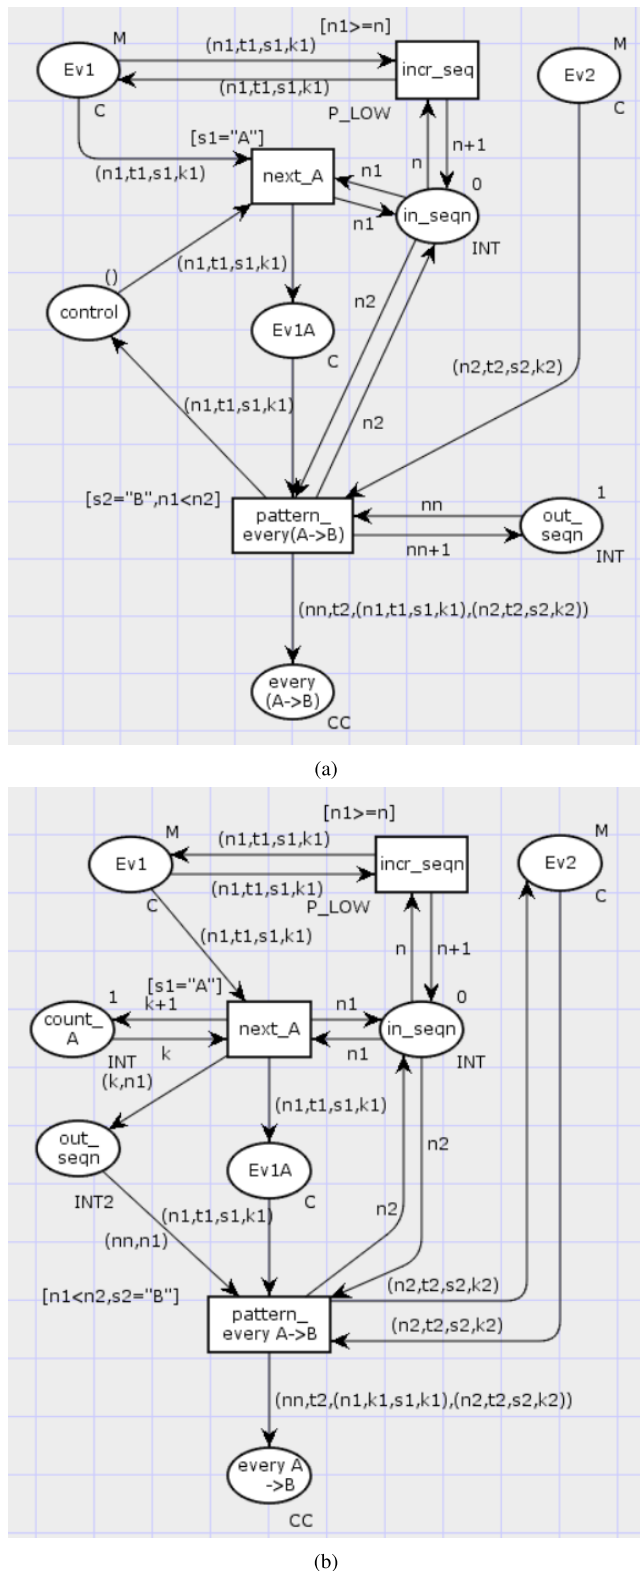 [n1>=n]
M
(n1,t1,s1,k1)
M
Ev1
incr_seq
Ev2
(n1,t1,s1,k1)
C
P_LOW
C
[s1="A"]
n
n+1
(n1,t1,s1,k1)
next_A
n1
0
n1
in_seqn
INT
(n1,t1,s1,k1)
()
control
n2
Ev1A
C
(n2,t2,s2,k2)
(n1,t1,s1,k1)
n2
[s2="B",n1<n2]
pattern_
every(A->B)
nn
nn+1
1
out_
seqn
INT
(nn,t2,(n1,t1,s1,k1),(n2,t2,s2,k2))
every
(A->B)
CC
(a)
[n1>=n]
M
(n1,t1,s1,k1)
M
Ev1
incr_seqn
Ev2
(n1,t1,s1,k1)
C
P_LOW
C
(n1,t1,s1,k1)
n
n+1
[s1="A"]
1
k+1
n1
0
count_
A
next_A
in_seqn
INT
k
n1
INT
(k,n1)
(n1,t1,s1,k1)
out_
seqn
n2
Ev1A
INT2
C
(n1,t1,s1,k1)
n2
(nn,n1)
(n2,t2,s2,k2)
[n1<n2,s2="B"]
pattern_
every A->B
(n2,t2,s2,k2)
(nn,t2,(n1,k1,s1,k1),(n2,t2,s2,k2))
every A
->B
CC
(b)